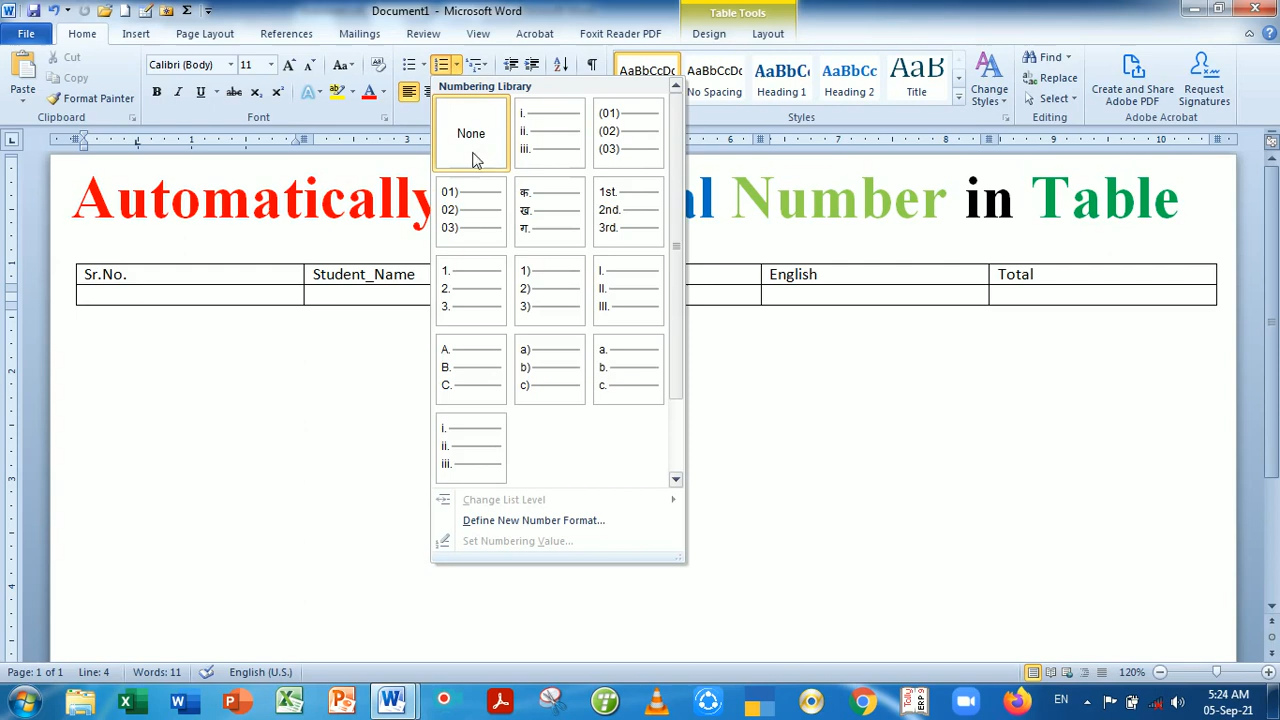 Document1 - Microsoft Word
Table Tools
File Home Insert Page Layout References Mailings Review View Acrobat Foxit Reader PDF Design Layout
Cut
Copy
Format Painter
Paste
Clipboard
Calibri (Body) 11
Font
Change Styles
AaBbCcDc
No Spacing
Heading 1
Heading 2
Title
Styles
Find
Replace
Select
Editing
Create and Share Adobe PDF
Request Signatures
Adobe Acrobat
Numbering Library
None
i.
ii.
iii.
(01)
(02)
(03)
01)
02)
03)
क.
ख.
ग.
1st.
2nd.
3rd.
1.
2.
3.
1)
2)
3)
I.
II.
III.
A.
B.
C.
a)
b)
c)
a.
b.
c.
i.
ii.
iii.
Change List Level
Define New Number Format...
Set Numbering Value...
Automatically Number in Table
Sr.No. Student_Name English Total
Page: 1 of 1 Line: 4 Words: 11 English (U.S.) 120%
EN 5:24 AM
05-Sep-21